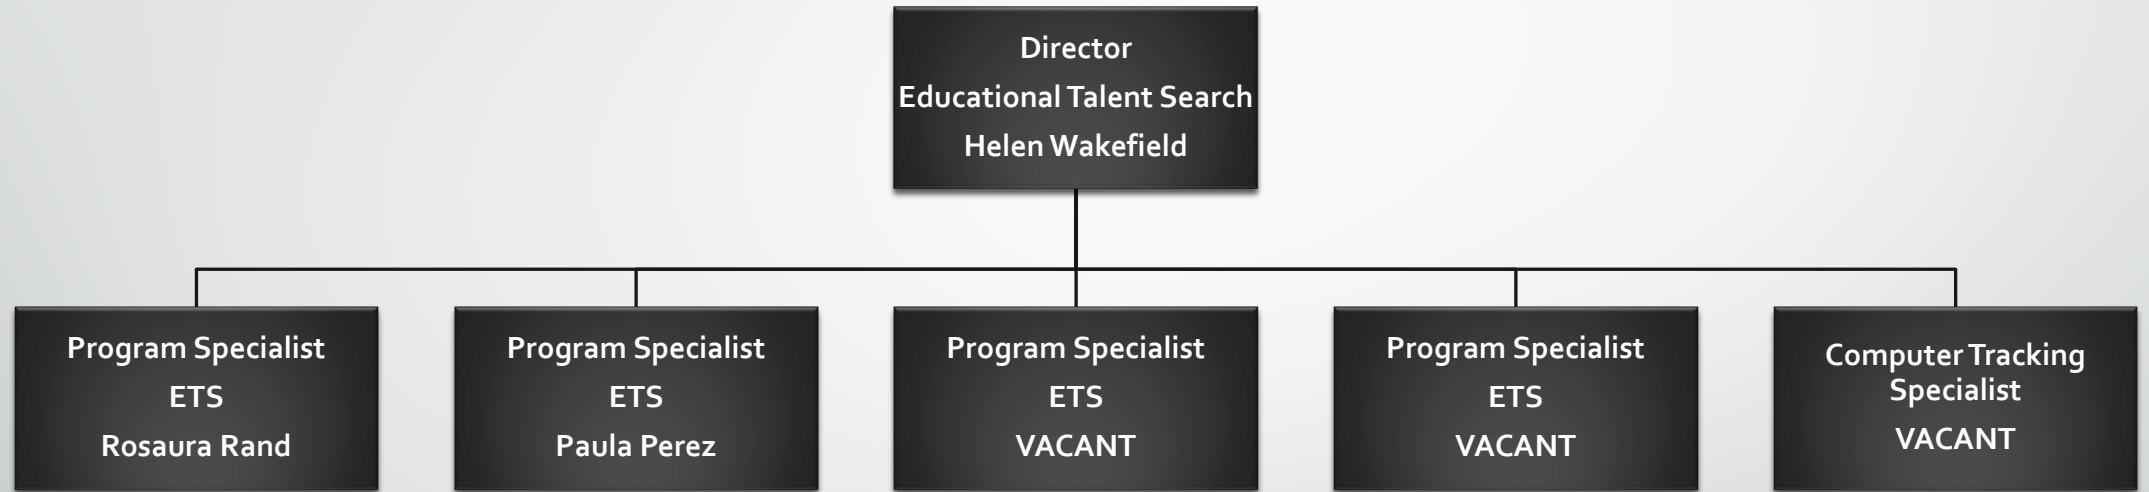 Director
Educational Talent Search
Helen Wakefield
Program Specialist
ETS
Rosaura Rand
Program Specialist
ETS
Paula Perez
Program Specialist
ETS
VACANT
Program Specialist
ETS
VACANT
Computer Tracking
Specialist
VACANT